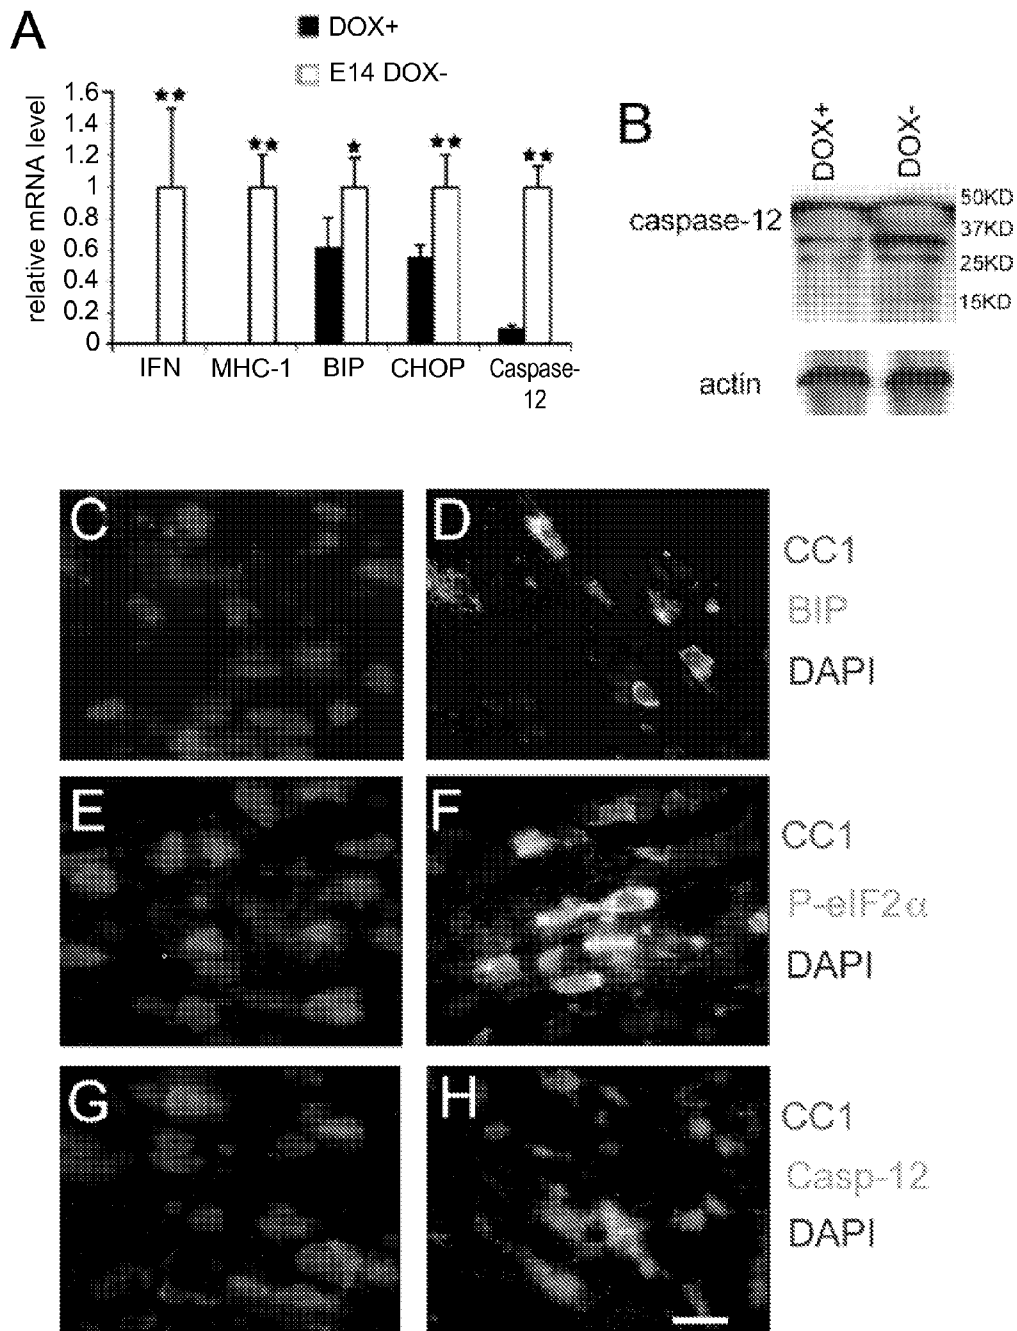 A
DOX+
E14 DOX-
relative mRNA level
1.6
1.4
1.2
1
0.8
0.6
0.4
0.2
0
IFN
MHC-1
BIP
CHOP
Caspase-
12
B
DOX+
DOX-
caspase-12
50KD
37KD
25KD
15KD
actin
C
D
CC1
BIP
DAPI
E
F
CC1
P-eIF2α
DAPI
G
H
CC1
Casp-12
DAPI